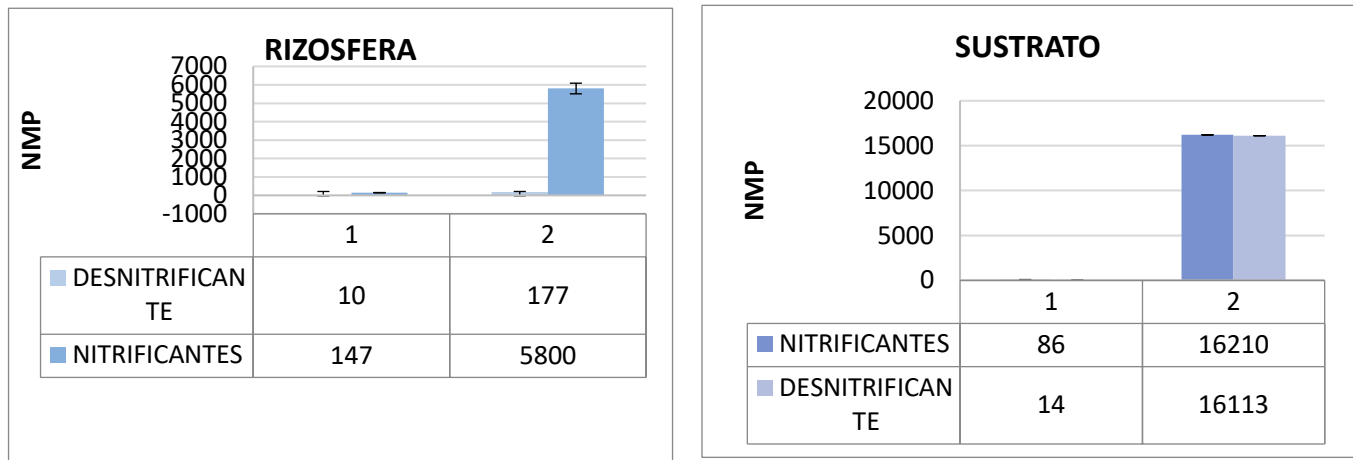 RIZOSFERA
NMP
7000
6000
5000
4000
3000
2000
1000
0
-1000
1 2
DESNITRIFICAN
TE 10 177
NITRIFICANTES 147 5800
SUSTRATO
NMP
20000
15000
10000
5000
0
1 2
NITRIFICANTES 86 16210
DESNITRIFICAN
TE 14 16113